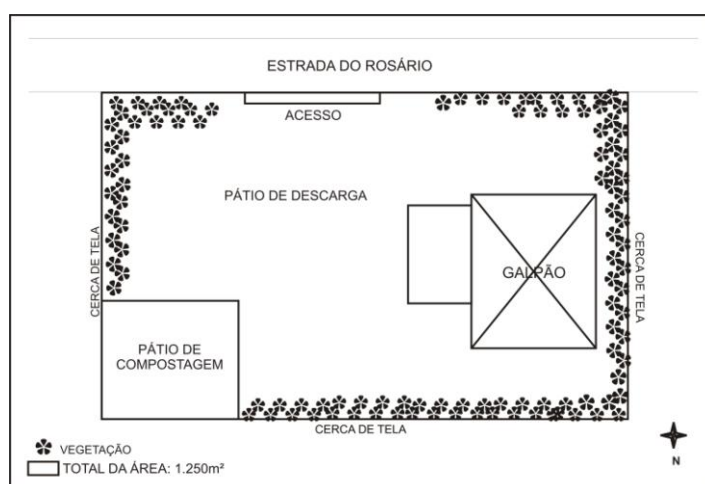 ESTRADA DO ROSÁRIO
ACESSO
PÁTIO DE DESCARGA
CERCA DE TELA
GALPÃO
CERCA DE TELA
PÁTIO DE
COMPOSTAGEM
CERCA DE TELA
VEGETAÇÃO
TOTAL DA ÁREA: 1.250m²
N